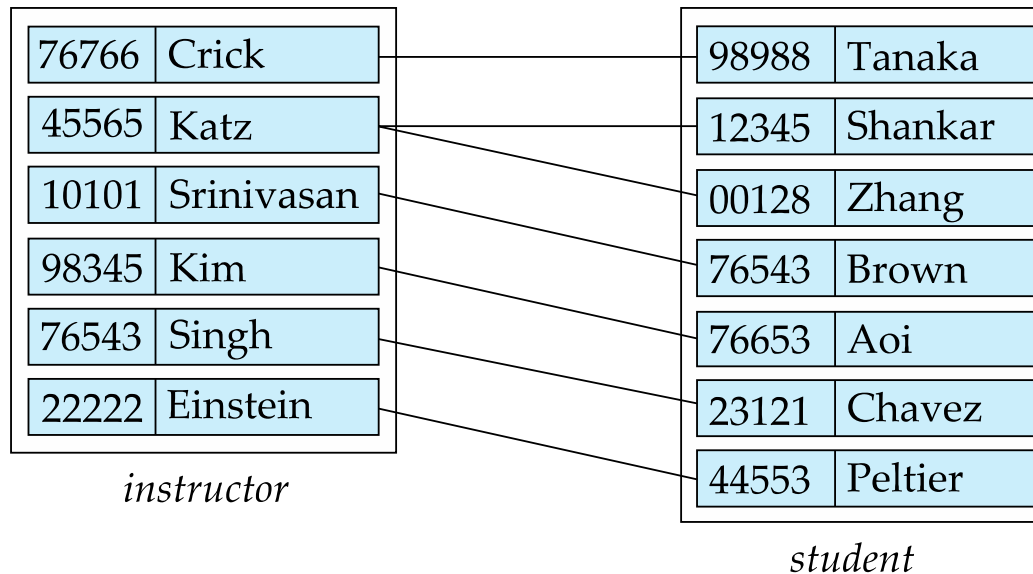 76766 Crick
45565 Katz
10101 Srinivasan
98345 Kim
76543 Singh
22222 Einstein
instructor
98988 Tanaka
12345 Shankar
00128 Zhang
76543 Brown
76653 Aoi
23121 Chavez
44553 Peltier
student